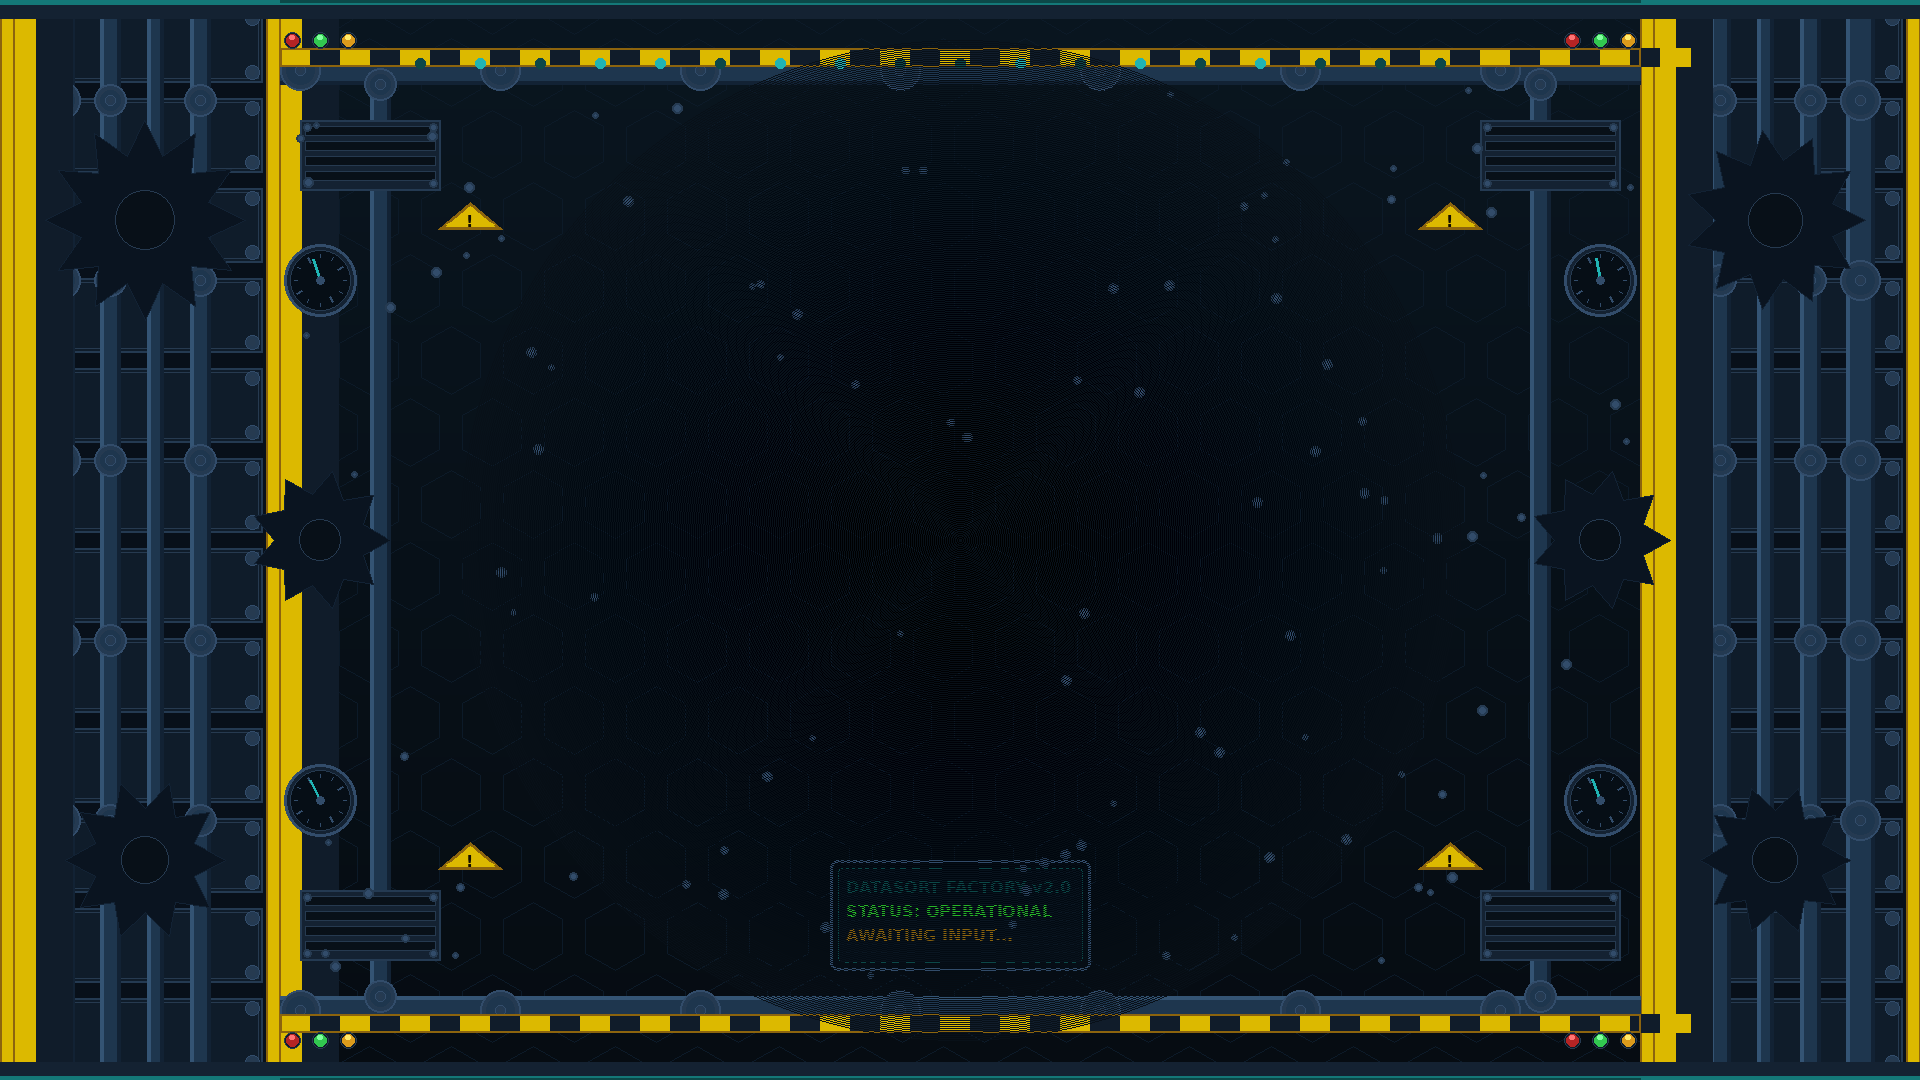 !
!
!
!
DATASORT FACTORY v2.0
STATUS: OPERATIONAL
AWAITING INPUT...